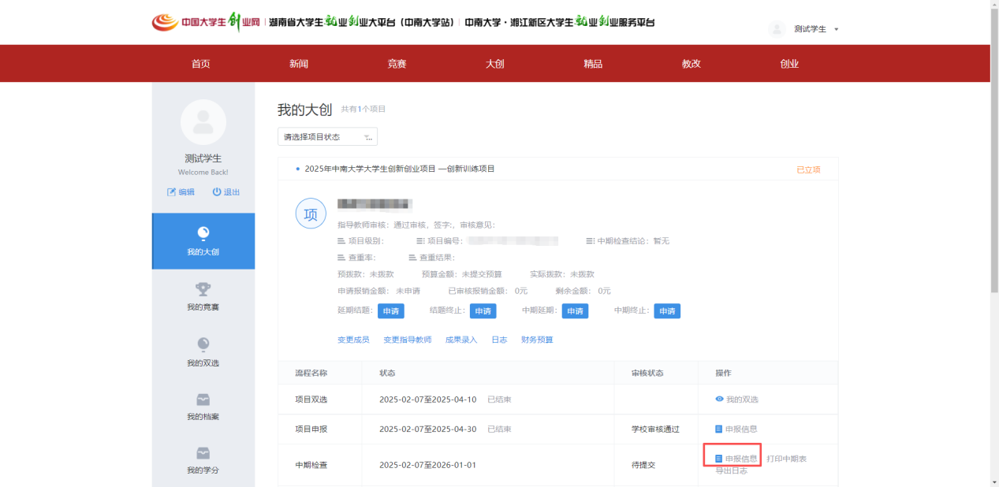 中国大学生创业网 | 湖南省大学生就业创业大平台（中南大学站） | 中南大学·湘江新区大学生就业创业服务平台
测试学生
首页 新闻 竞赛 大创 精品 教改 创业
测试学生
Welcome Back!
编辑 退出
我的大创
我的竞赛
我的双选
我的档案
我的学分
我的大创 共有1个项目
请选择项目状态
2025年中南大学大学生创新创业项目 —创新训练项目 已立项
项
指导教师审核：通过审核，签字:，审核意见:
项目级别: 项目编号: 中期检查结论：暂无
查重率: 查重结果:
预拨款：未拨款 预算金额：未提交预算 实际拨款：未拨款
申请报销金额： 未申请 已审核报销金额： 0元 剩余金额： 0元
延期结题: 申请 结题终止: 申请 中期延期: 申请 中期终止: 申请
变更成员 变更指导教师 成果录入 日志 财务预算
流程名称 状态 审核状态 操作
项目双选 2025-02-07至2025-04-10 已结束 我的双选
项目申报 2025-02-07至2025-04-30 已结束 学校审核通过 申报信息
中期检查 2025-02-07至2026-01-01 待提交 申报信息 打印中期表
导出日志